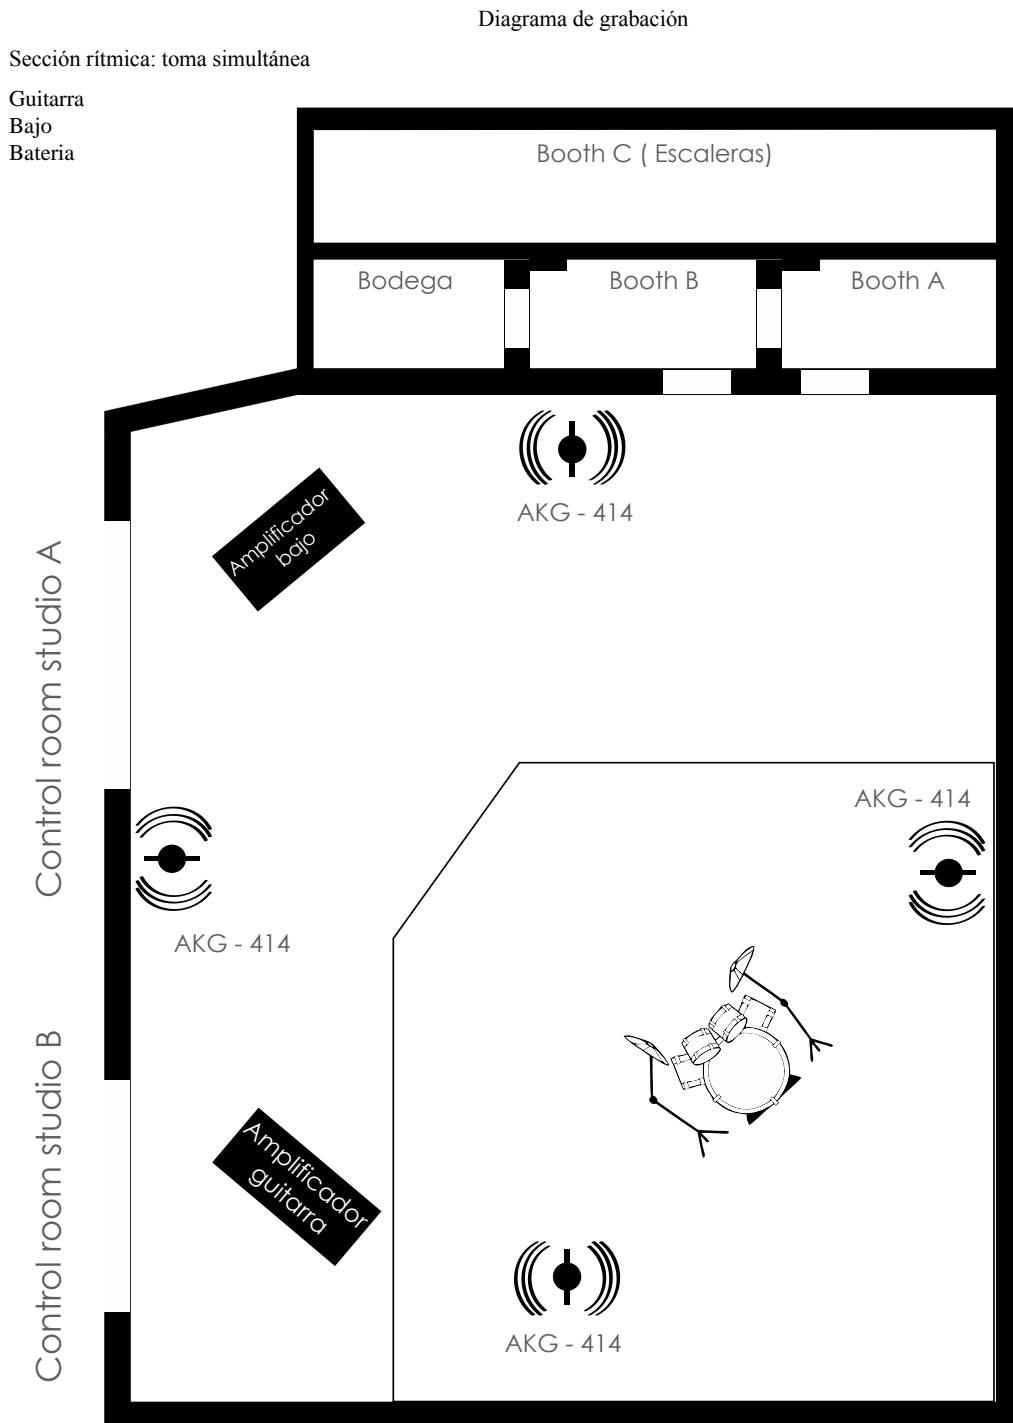 Diagrama de grabación
Sección rítmica: toma simultánea
Guitarra
Bajo
Bateria
Booth C ( Escaleras)
Bodega
Booth B
Booth A
AKG - 414
Amplificador
bajo
Control room studio A
AKG - 414
AKG - 414
Control room studio B
Amplificador
guitarra
AKG - 414